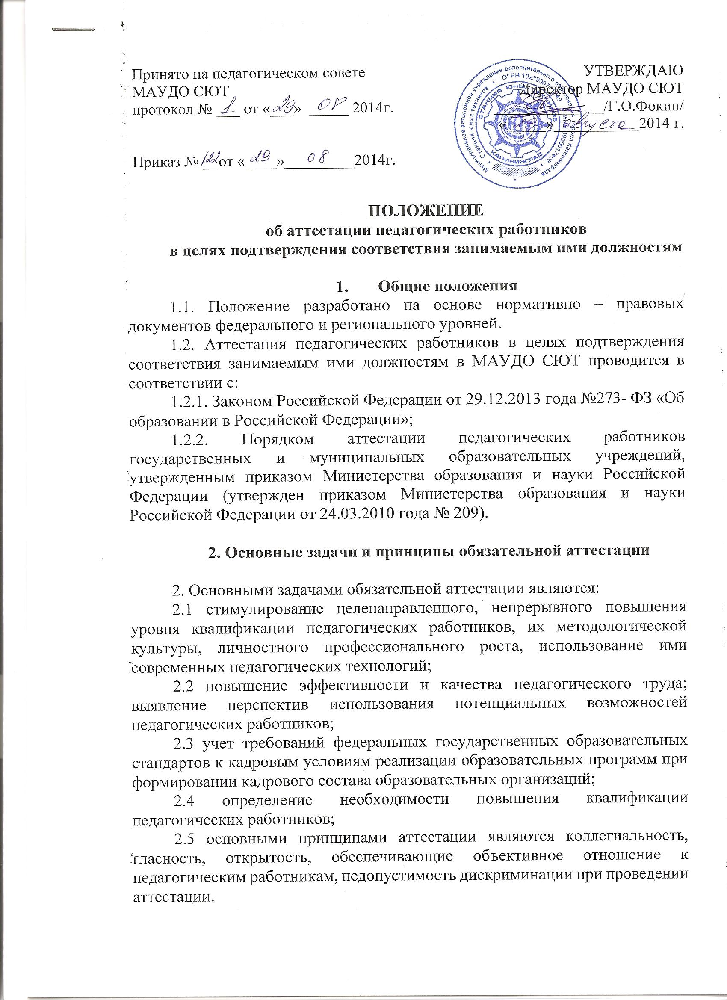 Принято на педагогическом совете
МАУДО СЮТ
протокол № 1 от «29» 08 2014г.
Приказ № 122 от «29» 08 2014г.
УТВЕРЖДАЮ
Директор МАУДО СЮТ
/Г.О.Фокин/
« » августа 2014 г.
Муниципальное автономное учреждение дополнительного образования города Калининграда
Станция юных техников
ОГРН
ИНН 3905017408
СТАНЦИЯ ЮНЫХ ТЕХНИКОВ
КАЛИНИНГРАД
ПОЛОЖЕНИЕ
об аттестации педагогических работников
в целях подтверждения соответствия занимаемым ими должностям
1. Общие положения
1.1. Положение разработано на основе нормативно – правовых
документов федерального и регионального уровней.
1.2. Аттестация педагогических работников в целях подтверждения
соответствия занимаемым ими должностям в МАУДО СЮТ проводится в
соответствии с:
1.2.1. Законом Российской Федерации от 29.12.2013 года №273- ФЗ «Об
образовании в Российской Федерации»;
1.2.2. Порядком аттестации педагогических работников
государственных и муниципальных образовательных учреждений,
утвержденным приказом Министерства образования и науки Российской
Федерации (утвержден приказом Министерства образования и науки
Российской Федерации от 24.03.2010 года № 209).
2. Основные задачи и принципы обязательной аттестации
2. Основными задачами обязательной аттестации являются:
2.1 стимулирование целенаправленного, непрерывного повышения
уровня квалификации педагогических работников, их методологической
культуры, личностного профессионального роста, использование ими
современных педагогических технологий;
2.2 повышение эффективности и качества педагогического труда;
выявление перспектив использования потенциальных возможностей
педагогических работников;
2.3 учет требований федеральных государственных образовательных
стандартов к кадровым условиям реализации образовательных программ при
формировании кадрового состава образовательных организаций;
2.4 определение необходимости повышения квалификации
педагогических работников;
2.5 основными принципами аттестации являются коллегиальность,
гласность, открытость, обеспечивающие объективное отношение к
педагогическим работникам, недопустимость дискриминации при проведении
аттестации.